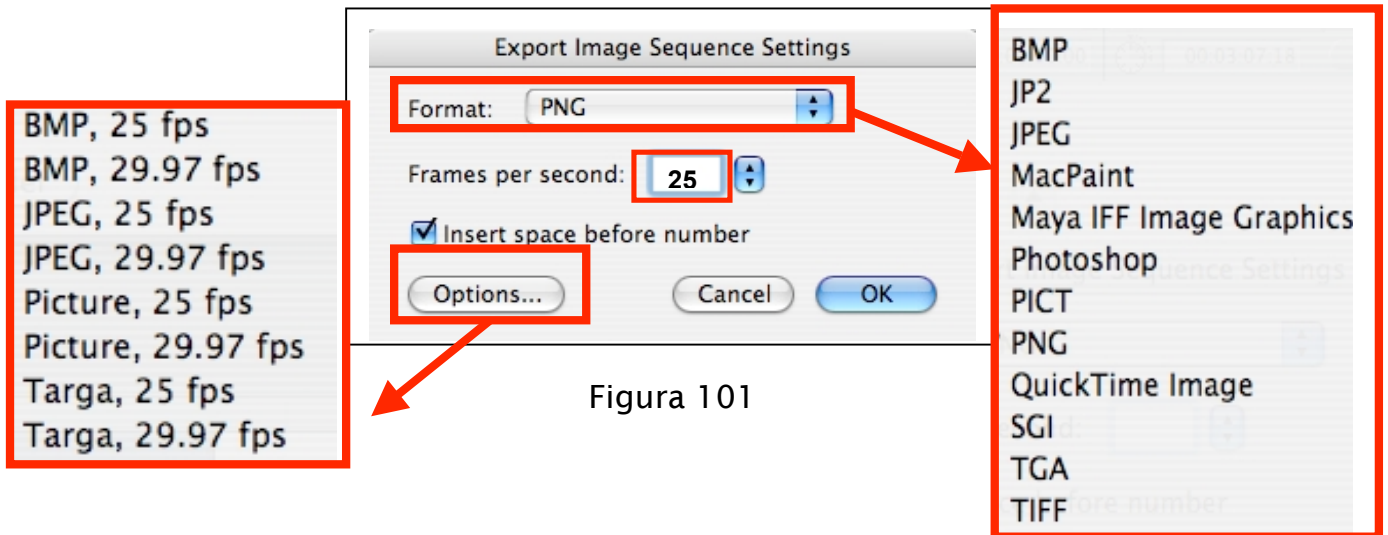 BMP, 25 fps
BMP, 29.97 fps
JPEG, 25 fps
JPEG, 29.97 fps
Picture, 25 fps
Picture, 29.97 fps
Targa, 25 fps
Targa, 29.97 fps
Export Image Sequence Settings
Format: PNG
Frames per second: 25
Insert space before number
Options... Cancel OK
Figura 101
BMP
JP2
JPEG
MacPaint
Maya IFF Image Graphics
Photoshop
PICT
PNG
QuickTime Image
SGI
TGA
TIFF